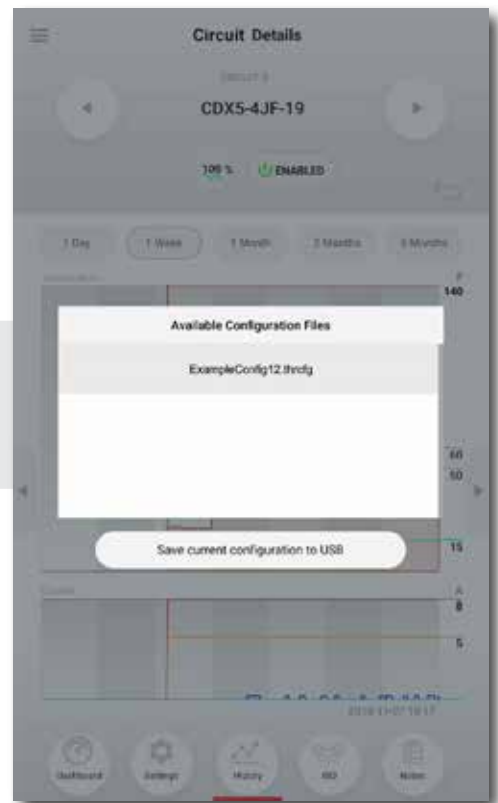 Circuit Details
CDX5-4JF-19
100 % ENABLED
1 Day 1 Week 1 Month 3 Months 6 Months
F
140
Available Configuration Files
ExampleConfig12.thrcfg
60
50
Save current configuration to USB
15
A
8
5
Dashboard Settings History Notes